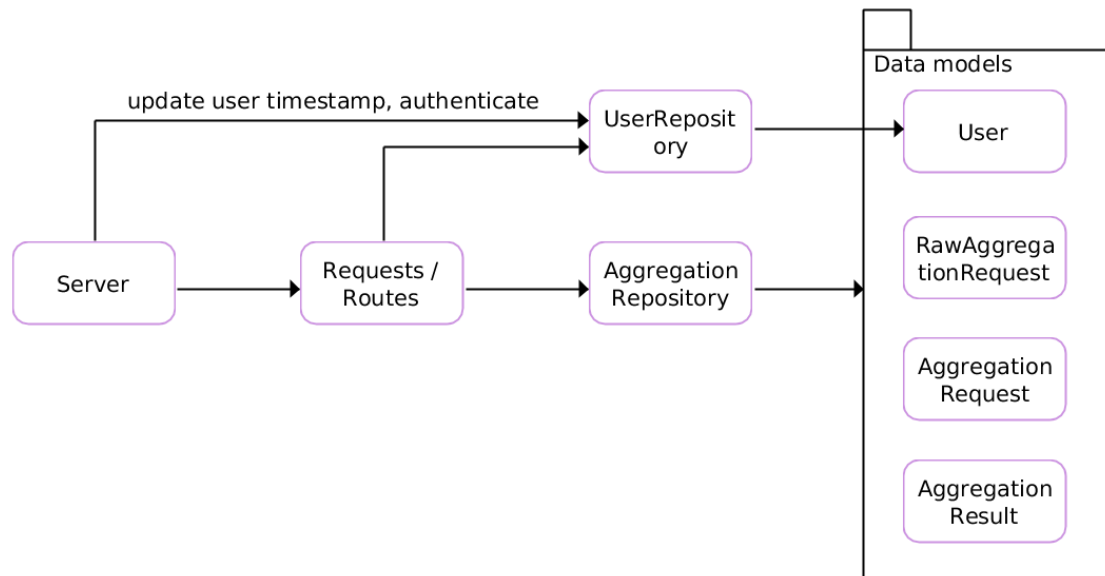 Data models
update user timestamp, authenticate
UserReposit
ory
User
Server
Requests /
Routes
Aggregation
Repository
RawAggrega
tionRequest
Aggregation
Request
Aggregation
Result